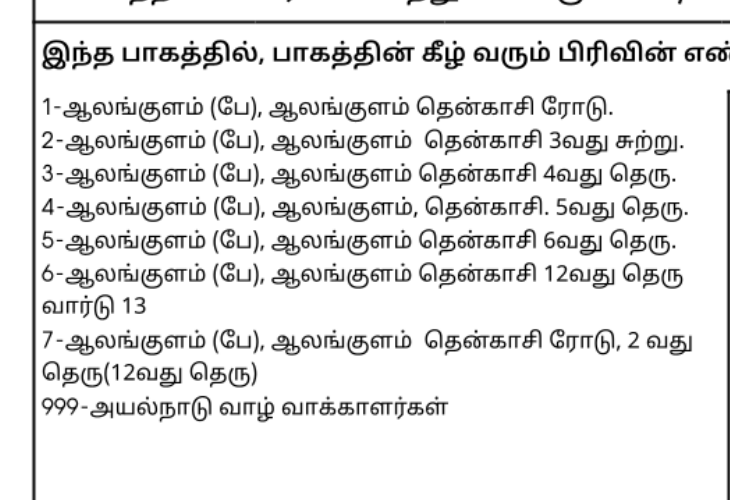 இந்த பாகத்தில், பாகத்தின் கீழ் வரும் பிரிவின் எண்
1-ஆலங்குளம் (பே), ஆலங்குளம் தென்காசி ரோடு.
2-ஆலங்குளம் (பே), ஆலங்குளம் தென்காசி 3வது சுற்று.
3-ஆலங்குளம் (பே), ஆலங்குளம் தென்காசி 4வது தெரு.
4-ஆலங்குளம் (பே), ஆலங்குளம், தென்காசி. 5வது தெரு.
5-ஆலங்குளம் (பே), ஆலங்குளம் தென்காசி 6வது தெரு.
6-ஆலங்குளம் (பே), ஆலங்குளம் தென்காசி 12வது தெரு
வார்டு 13
7-ஆலங்குளம் (பே), ஆலங்குளம் தென்காசி ரோடு, 2 வது
தெரு(12வது தெரு)
999-அயல்நாடு வாழ் வாக்காளர்கள்